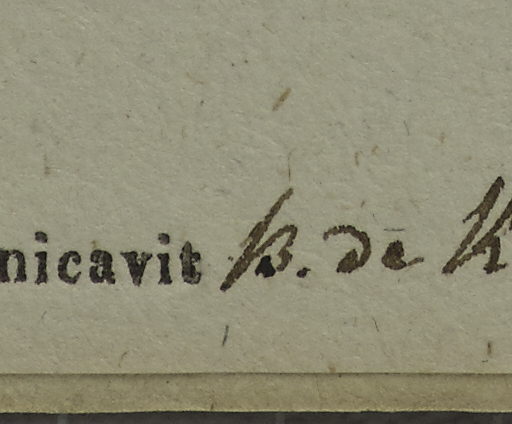 nicavit B. de K